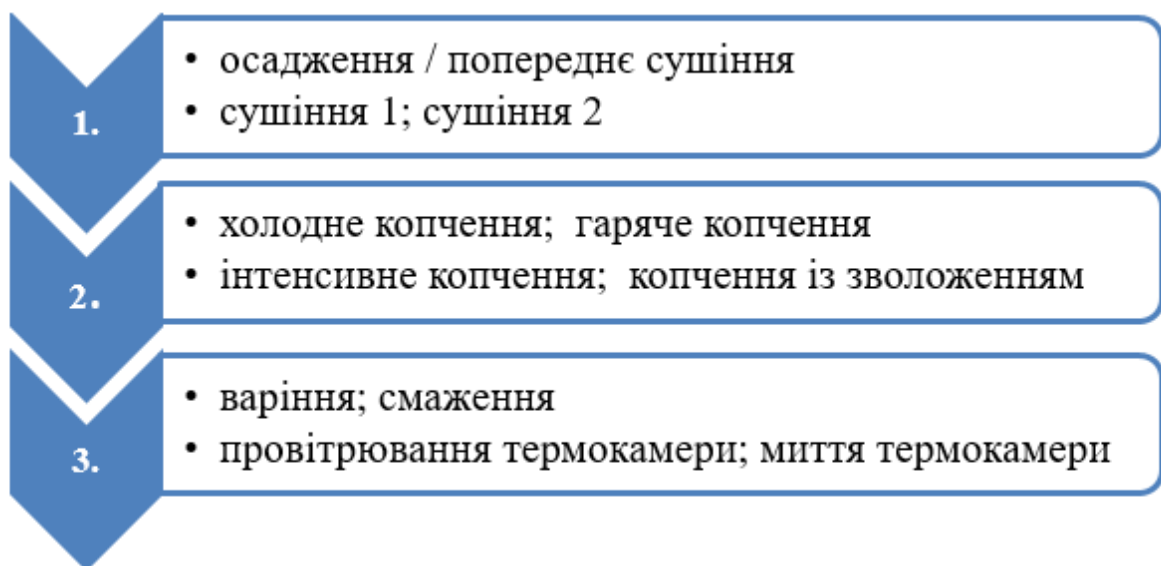 1.
• осадження / попереднє сушіння
• сушіння 1; сушіння 2
2.
• холодне копчення; гаряче копчення
• інтенсивне копчення; копчення із зволоженням
3.
• варіння; смаження
• провітрювання термокамери; миття термокамери